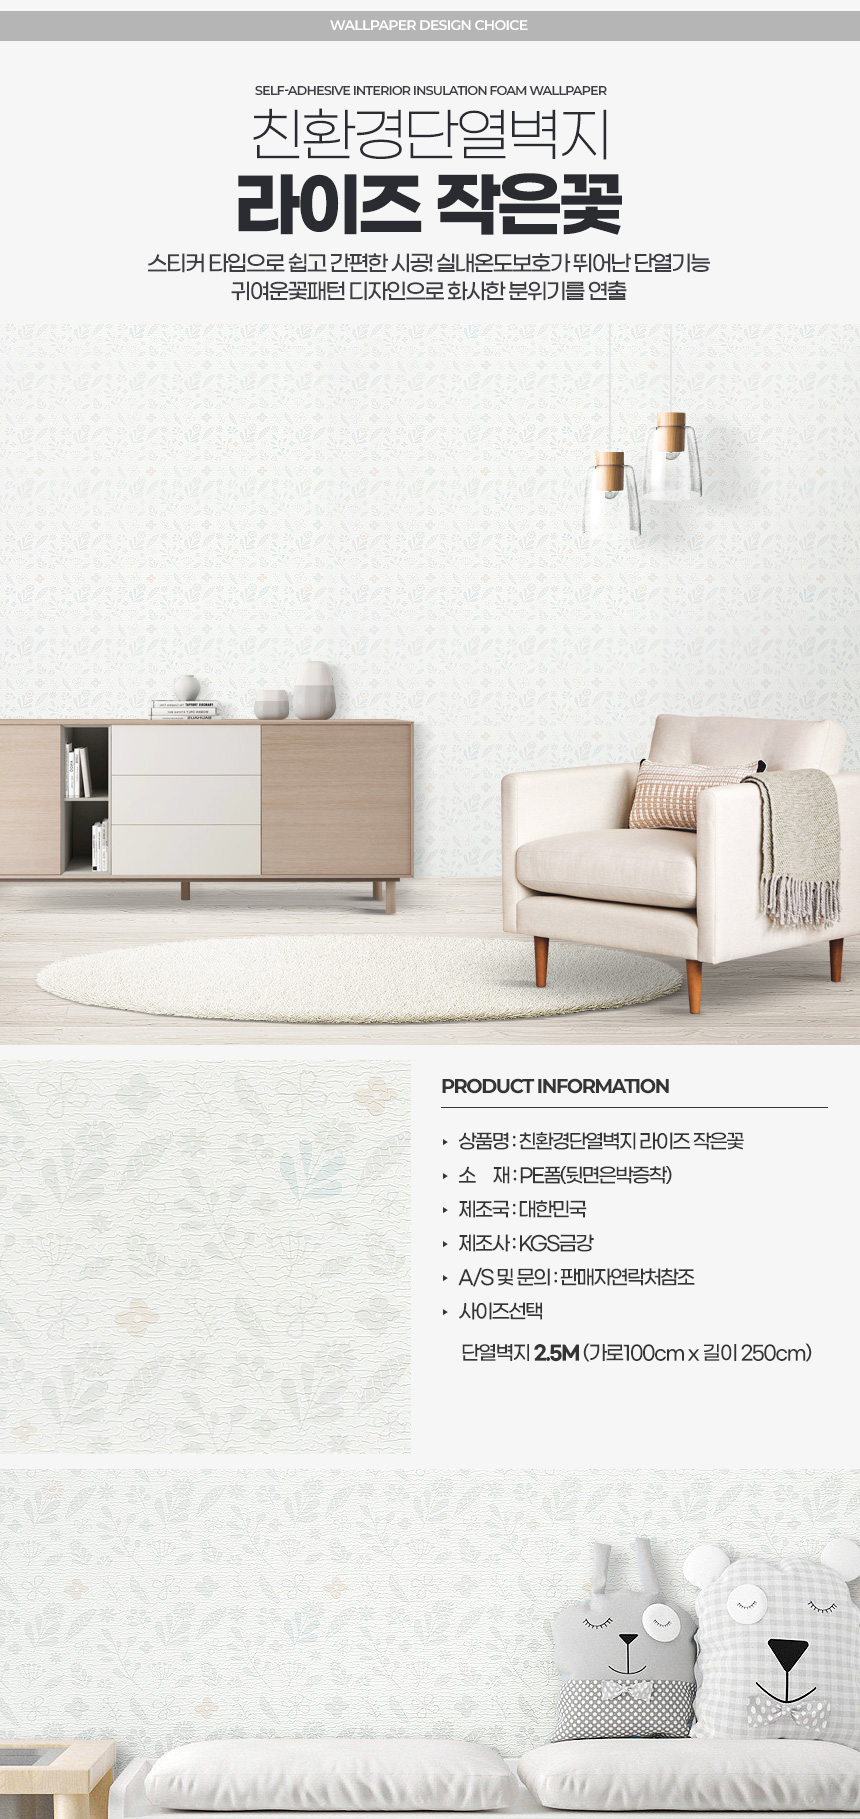 WALLPAPER DESIGN CHOICE
SELF-ADHESIVE INTERIOR INSULATION FOAM WALLPAPER
친환경단열벽지
라이즈 작은꽃
스티커 타입으로 쉽고 간편한 시공! 실내온도보호가 뛰어난 단열기능
귀여운꽃패턴 디자인으로 화사한 분위기를 연출
PRODUCT INFORMATION
상품명 : 친환경단열벽지 라이즈 작은꽃
소 재 : PE폼(뒷면은박증착)
제조국 : 대한민국
제조사 : KGS금강
A/S 및 문의 : 판매자연락처참조
사이즈선택
단열벽지 2.5M (가로100cm x 길이 250cm)